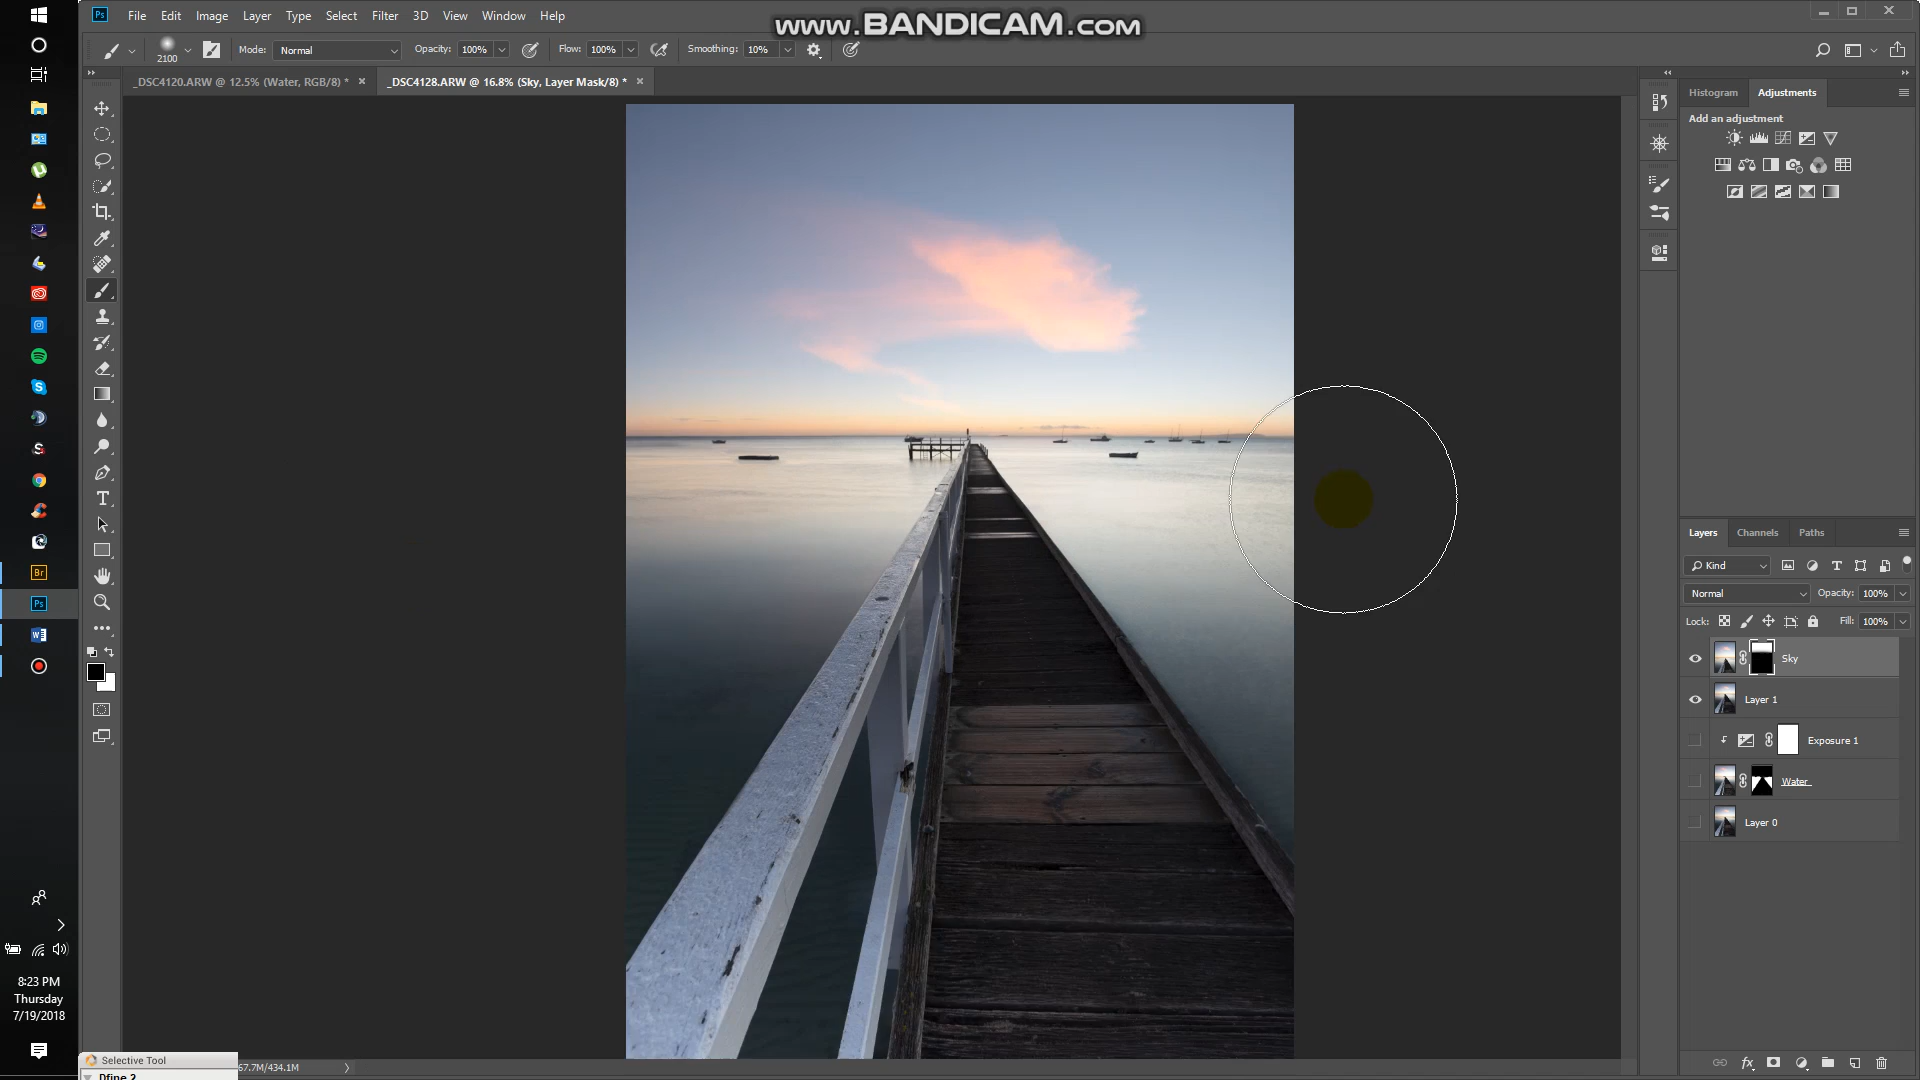 Ps File Edit Image Layer Type Select Filter 3D View Window Help
www.BANDICAM.com
2100 Mode: Normal Opacity: 100% Flow: 100% Smoothing: 10%
_DSC4120.ARW @ 12.5% (Water, RGB/8) * × _DSC4128.ARW @ 16.8% (Sky, Layer Mask/8) * ×
Histogram Adjustments
Add an adjustment
Layers Channels Paths
Kind
Normal Opacity: 100%
Lock: Fill: 100%
Sky
Layer 1
Exposure 1
Water
Layer 0
Br
Ps
8:23 PM
Thursday
7/19/2018
67.7M/434.1M
Selective Tool
Dfine 2